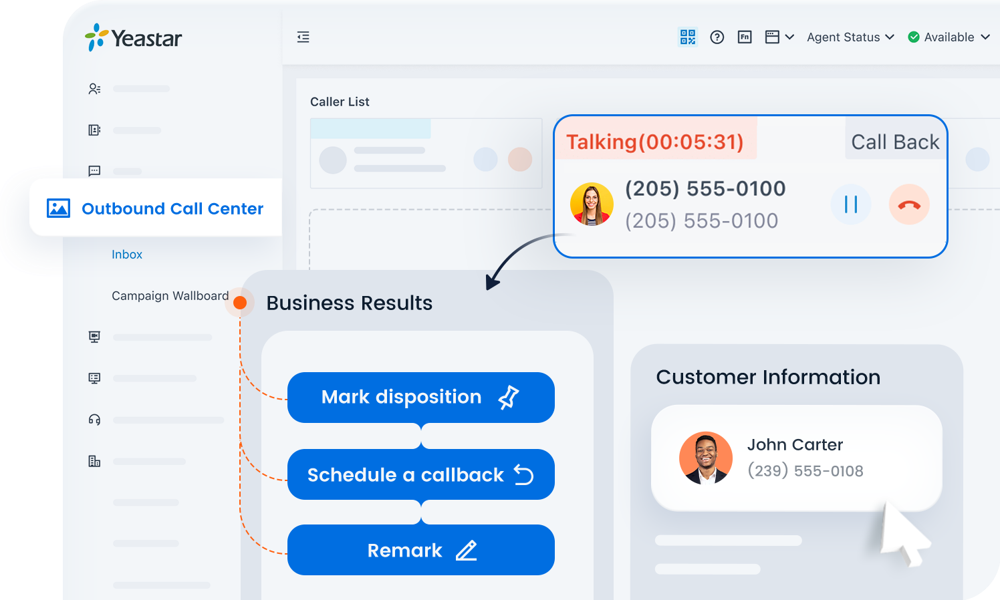 Yeastar
Fn
Agent Status
Available
Caller List
Talking(00:05:31)
Call Back
(205) 555-0100
(205) 555-0100
Outbound Call Center
Inbox
Campaign Wallboard
Business Results
Mark disposition
Schedule a callback
Remark
Customer Information
John Carter
(239) 555-0108